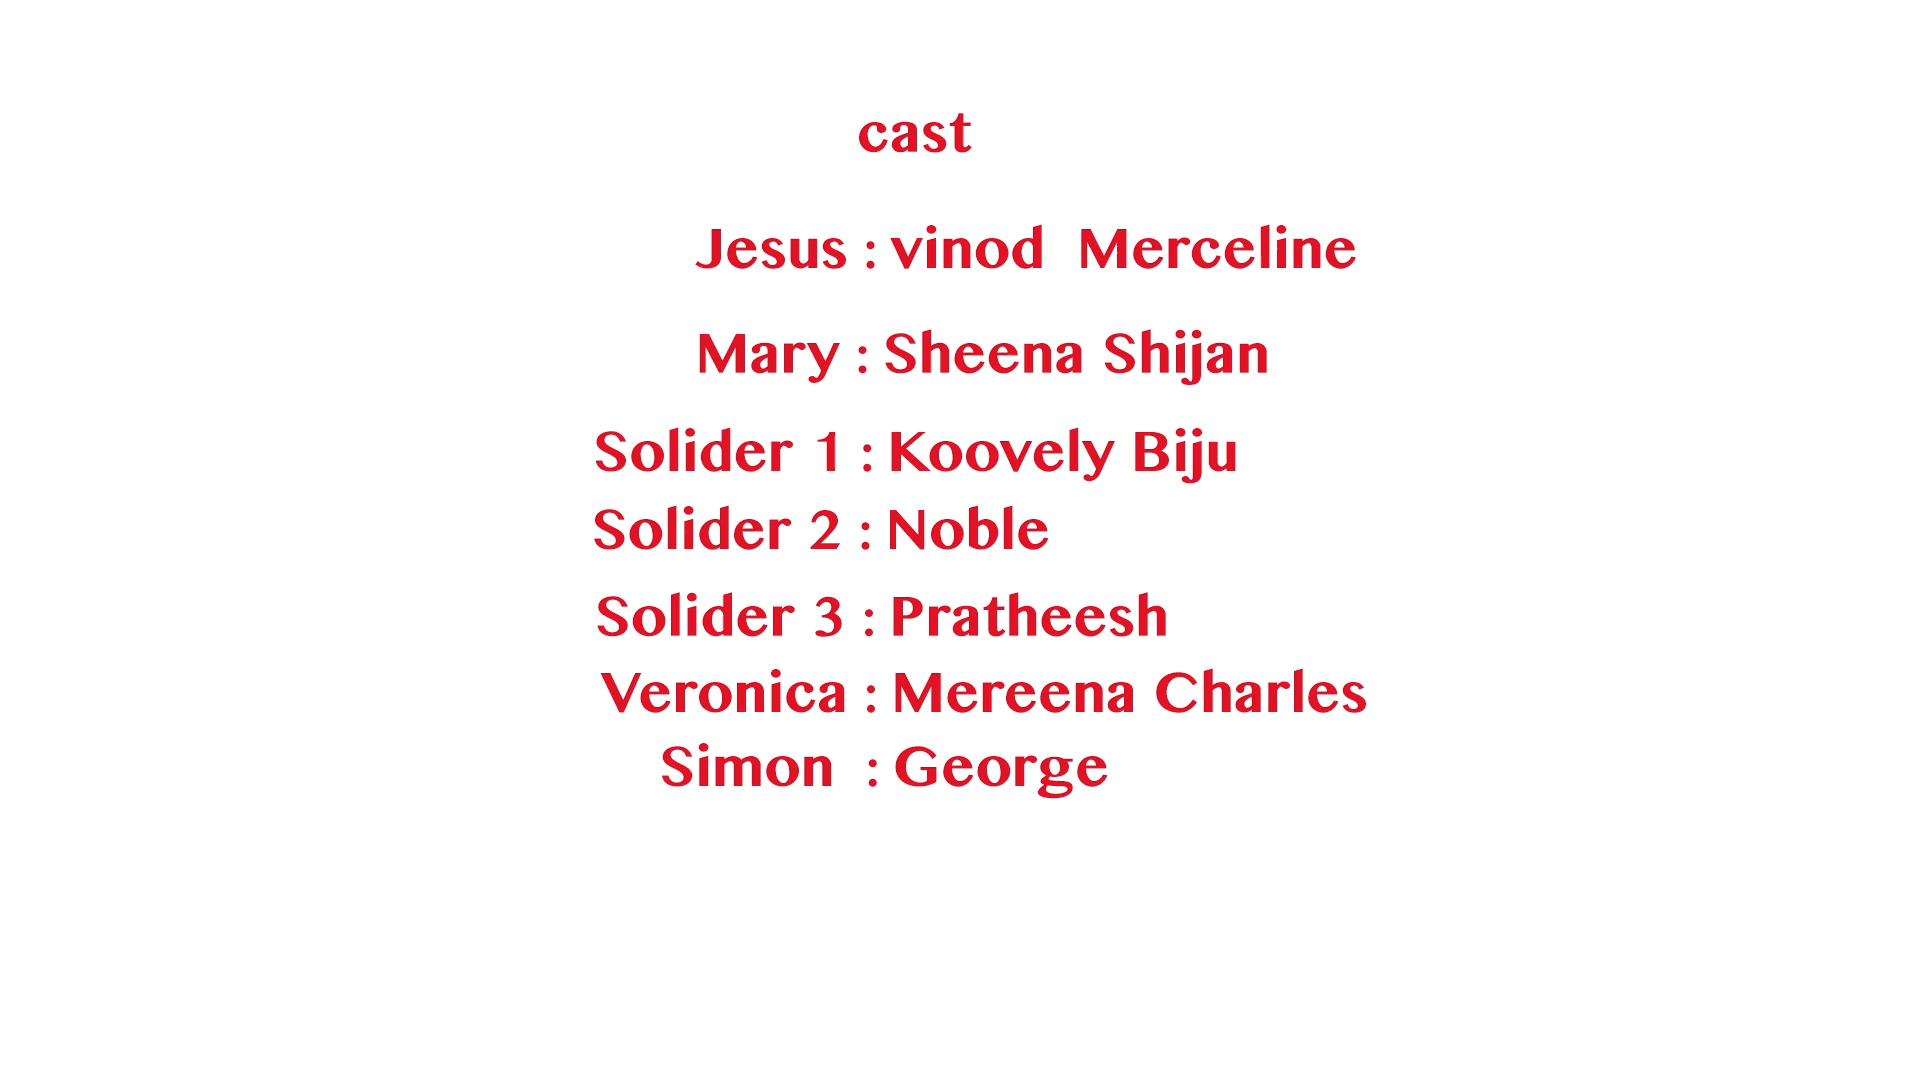 cast
Jesus : vinod Merceline
Mary : Sheena Shijan
Solider 1 : Koovely Biju
Solider 2 : Noble
Solider 3 : Pratheesh
Veronica : Mereena Charles
Simon : George